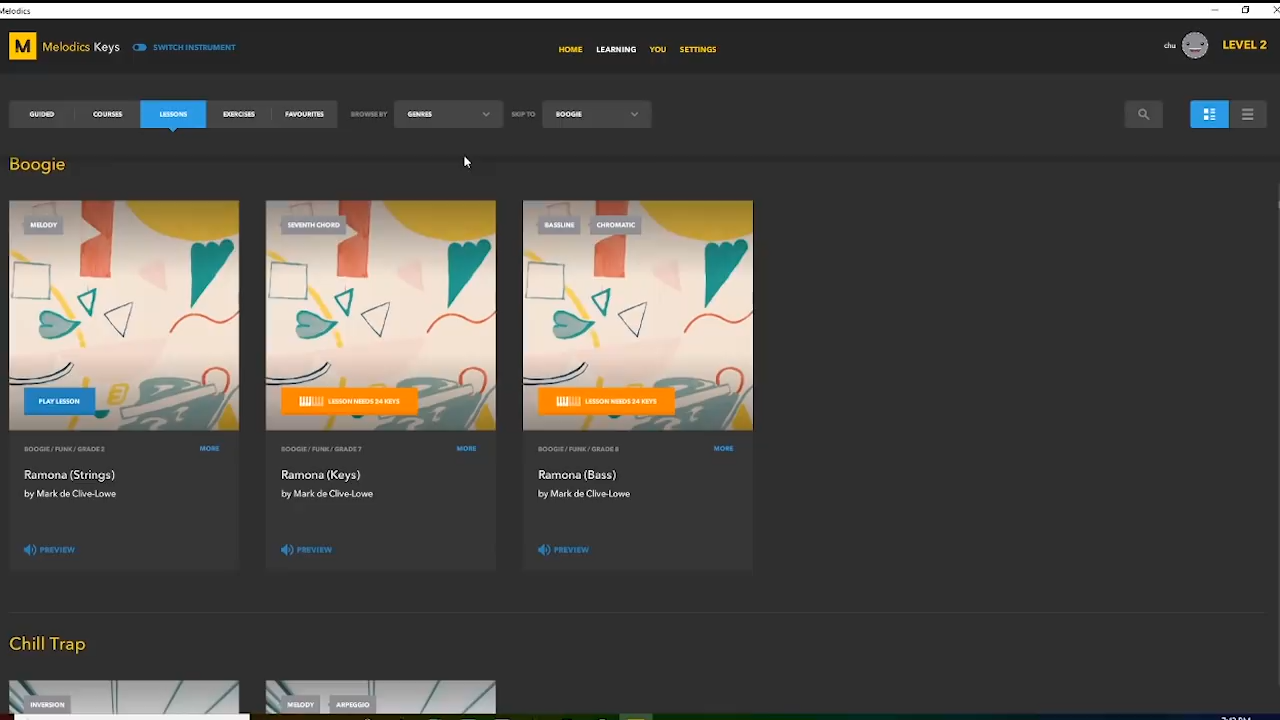 Melodics
M Melodics Keys SWITCH INSTRUMENT HOME LEARNING YOU SETTINGS chu LEVEL 2
GUIDED COURSES LESSONS EXERCISES FAVOURITES BROWSE BY GENRES SKIP TO BOOGIE
Boogie
MELODY
PLAY LESSON
BOOGIE / FUNK / GRADE 2 MORE
Ramona (Strings)
by Mark de Clive-Lowe
PREVIEW
SEVENTH CHORD
LESSON NEEDS 24 KEYS
BOOGIE / FUNK / GRADE 7 MORE
Ramona (Keys)
by Mark de Clive-Lowe
PREVIEW
BASSLINE CHROMATIC
LESSON NEEDS 24 KEYS
BOOGIE / FUNK / GRADE 8 MORE
Ramona (Bass)
by Mark de Clive-Lowe
PREVIEW
Chill Trap
INVERSION
MELODY ARPEGGIO